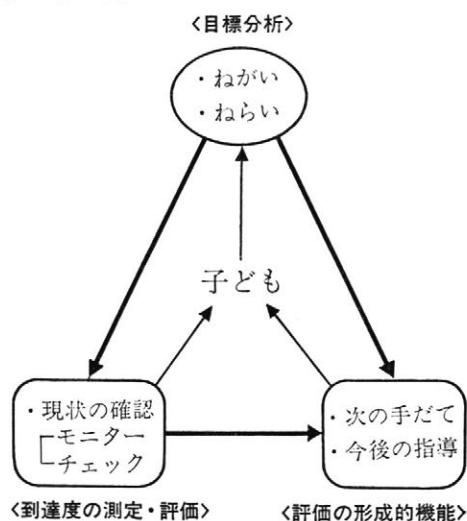 〈目標分析〉
・ねがい
・ねらい
子ども
・現状の確認
モニター
チェック
・次の手だて
・今後の指導
〈到達度の測定・評価〉
〈評価の形成的機能〉